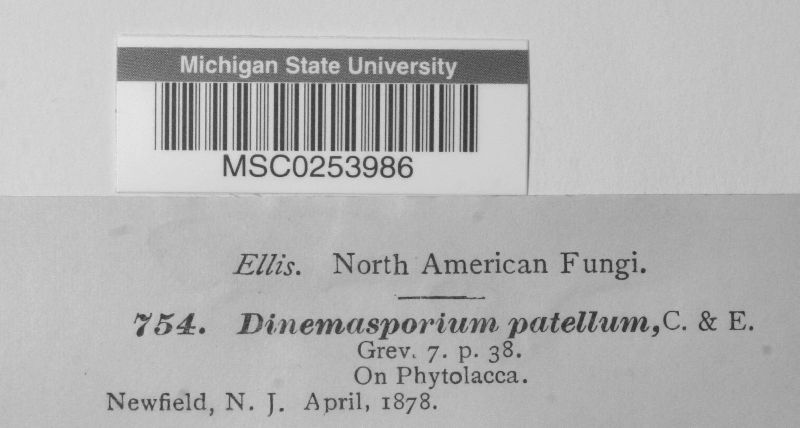 Michigan State University
MSC0253986
Ellis. North American Fungi.
754. Dinemasporium patellum, C. & E.
Grev. 7. p. 38.
On Phytolacca.
Newfield, N. J. April, 1878.